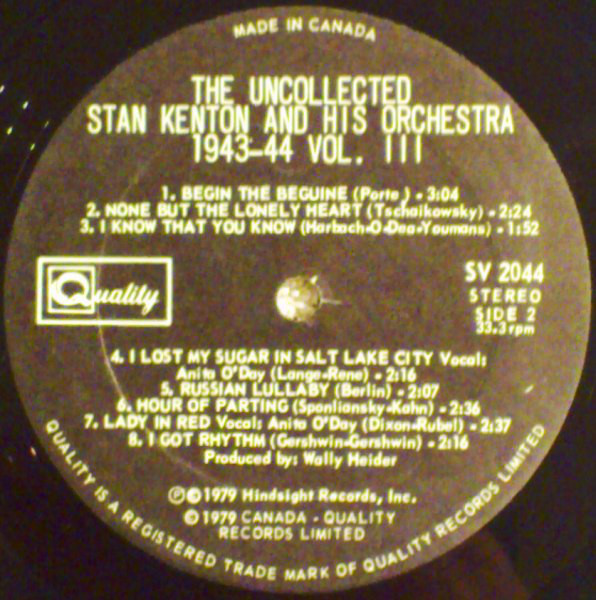 MADE IN CANADA
THE UNCOLLECTED
STAN KENTON AND HIS ORCHESTRA
1943-44 VOL. III
1. BEGIN THE BEGUINE (Porte ) - 3:04
2. NONE BUT THE LONELY HEART (Tschaikowsky) - 2:24
3. I KNOW THAT YOU KNOW (Harbach-O-Dea-Youmans) - 1:52
Quality
SV 2044
STEREO
SIDE 2
33.3 rpm
4. I LOST MY SUGAR IN SALT LAKE CITY Vocal:
Anita O'Day (Lange-Rene) - 2:16
5. RUSSIAN LULLABY (Berlin) - 2:07
6. HOUR OF PARTING (Sponliansky-Kahn) - 2:36
7. LADY IN RED Vocal: Anita O'Day (Dixon-Rubel) - 2:37
8. I GOT RHYTHM (Gershwin-Gershwin) - 2:16
Produced by: Wally Heider
℗©1979 Hindsight Records, Inc.
©1979 CANADA - QUALITY
RECORDS LIMITED
QUALITY IS A REGISTERED TRADE MARK OF QUALITY RECORDS LIMITED